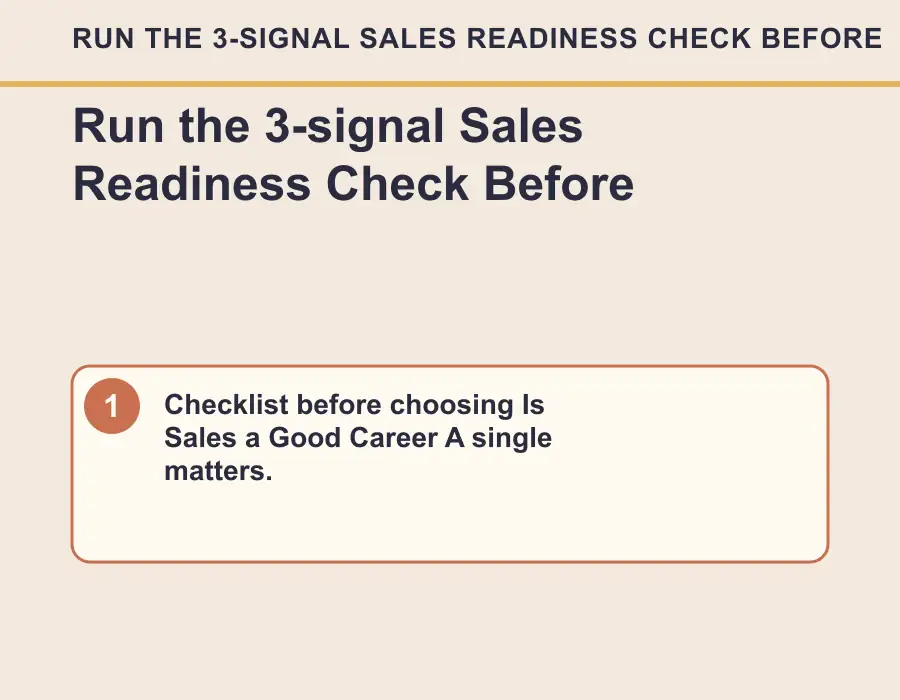 RUN THE 3-SIGNAL SALES READINESS CHECK BEFORE
Run the 3-signal Sales
Readiness Check Before
1
Checklist before choosing Is
Sales a Good Career A single
matters.